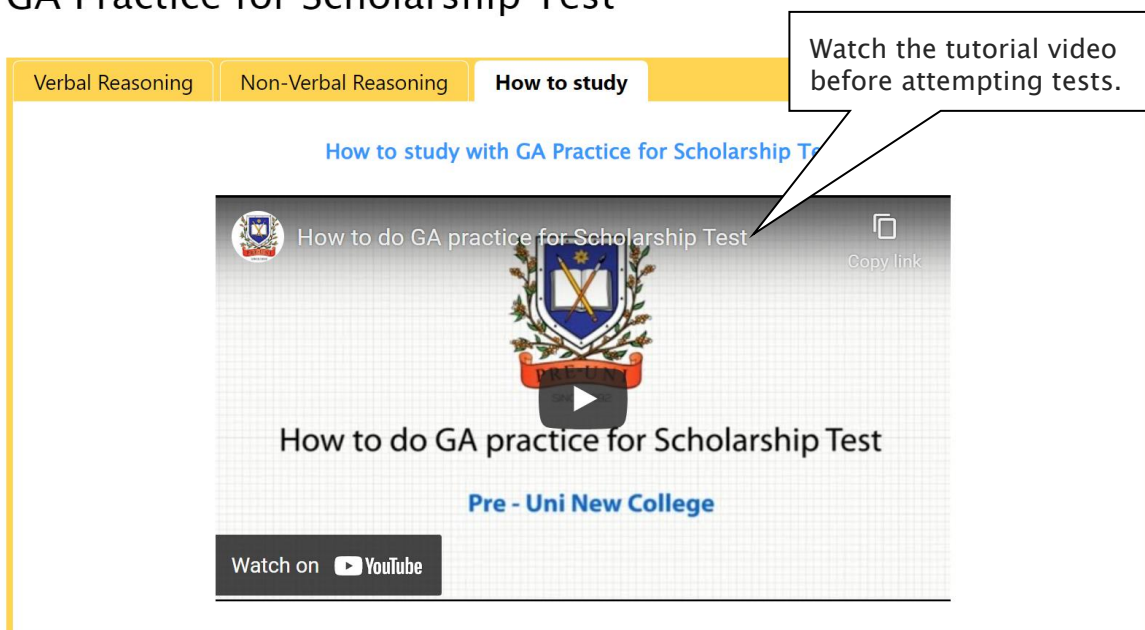 GA Practice for Scholarship Test
Watch the tutorial video
before attempting tests.
Verbal Reasoning
Non-Verbal Reasoning
How to study
How to study with GA Practice for Scholarship
How to do GA practice for Scholarship Test
Copy link
PRE-UNI
How to do GA practice for Scholarship Test
Pre - Uni New College
Watch on YouTube